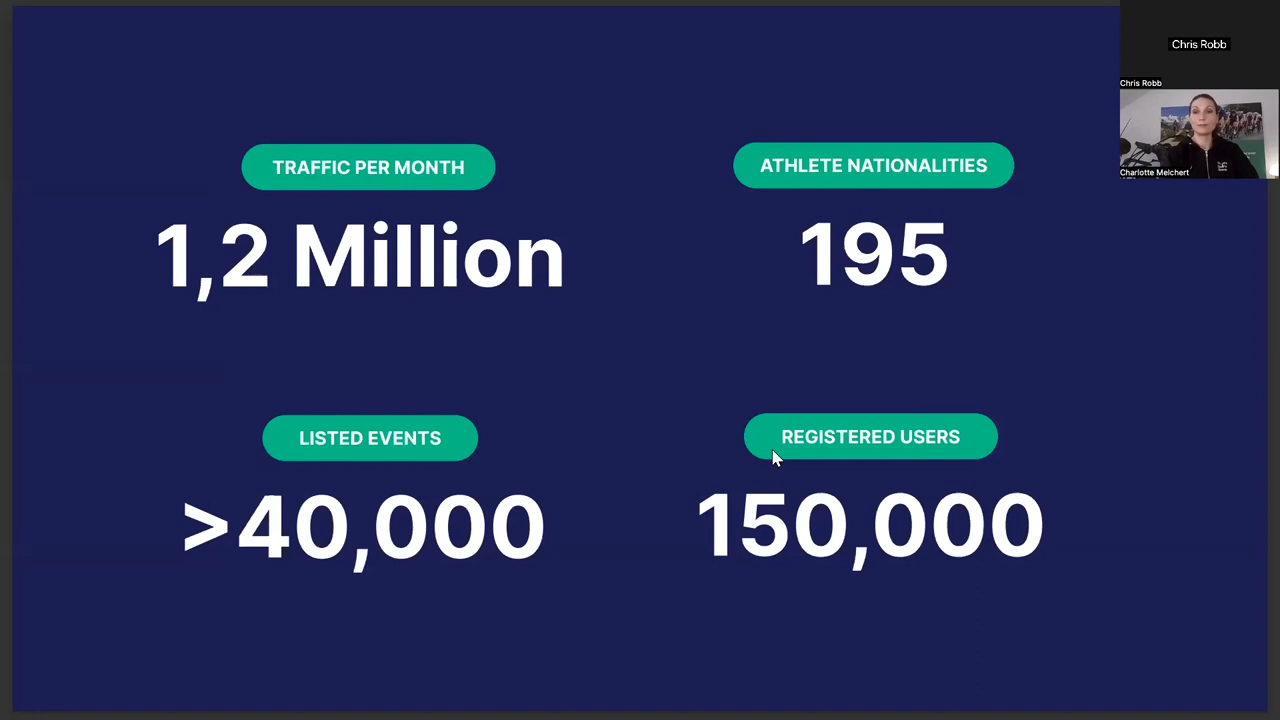 Chris Robb
Chris Robb
Charlotte Melchert
TRAFFIC PER MONTH
1,2 Million
ATHLETE NATIONALITIES
195
LISTED EVENTS
>40,000
REGISTERED USERS
150,000